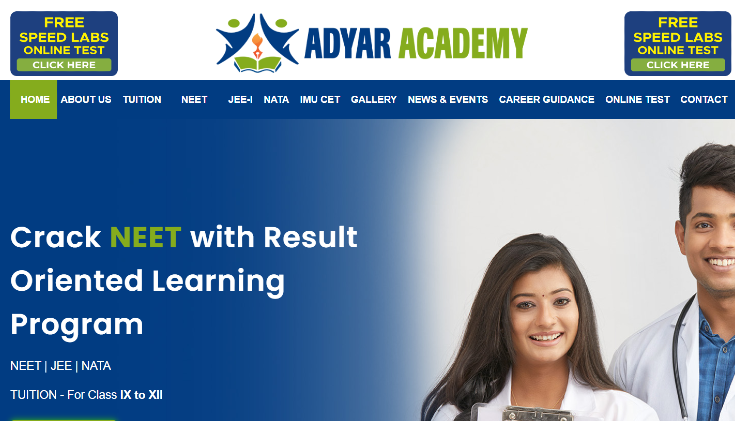 FREE
SPEED LABS
ONLINE TEST
CLICK HERE
ADYAR ACADEMY
FREE
SPEED LABS
ONLINE TEST
CLICK HERE
HOME ABOUT US TUITION NEET JEE-I NATA IMU CET GALLERY NEWS & EVENTS CAREER GUIDANCE ONLINE TEST CONTACT
Crack NEET with Result
Oriented Learning
Program
NEET | JEE | NATA
TUITION - For Class IX to XII